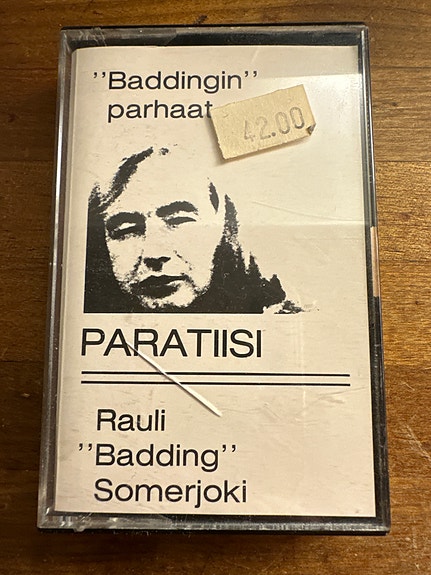 ’’Baddingin’’
parhaat
42.00
PARATIISI
Rauli
’’Badding’’
Somerjoki